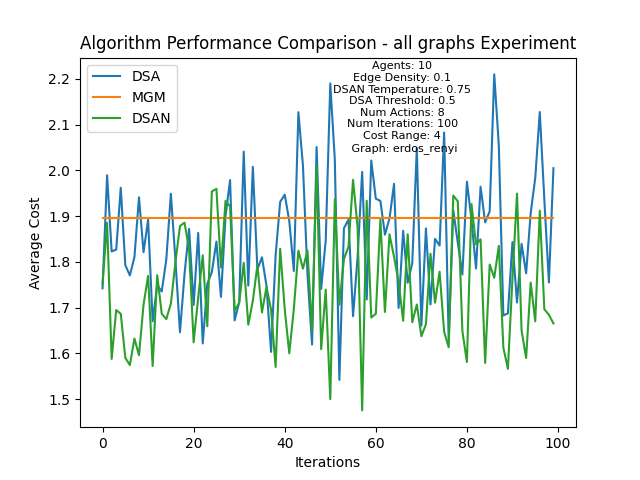 Algorithm Performance Comparison - all graphs Experiment
DSA
MGM
DSAN
Agents: 10
Edge Density: 0.1
DSAN Temperature: 0.75
DSA Threshold: 0.5
Num Actions: 8
Num Iterations: 100
Cost Range: 4
Graph: erdos_renyi
Average Cost
2.2
2.1
2.0
1.9
1.8
1.7
1.6
1.5
0 20 40 60 80 100
Iterations